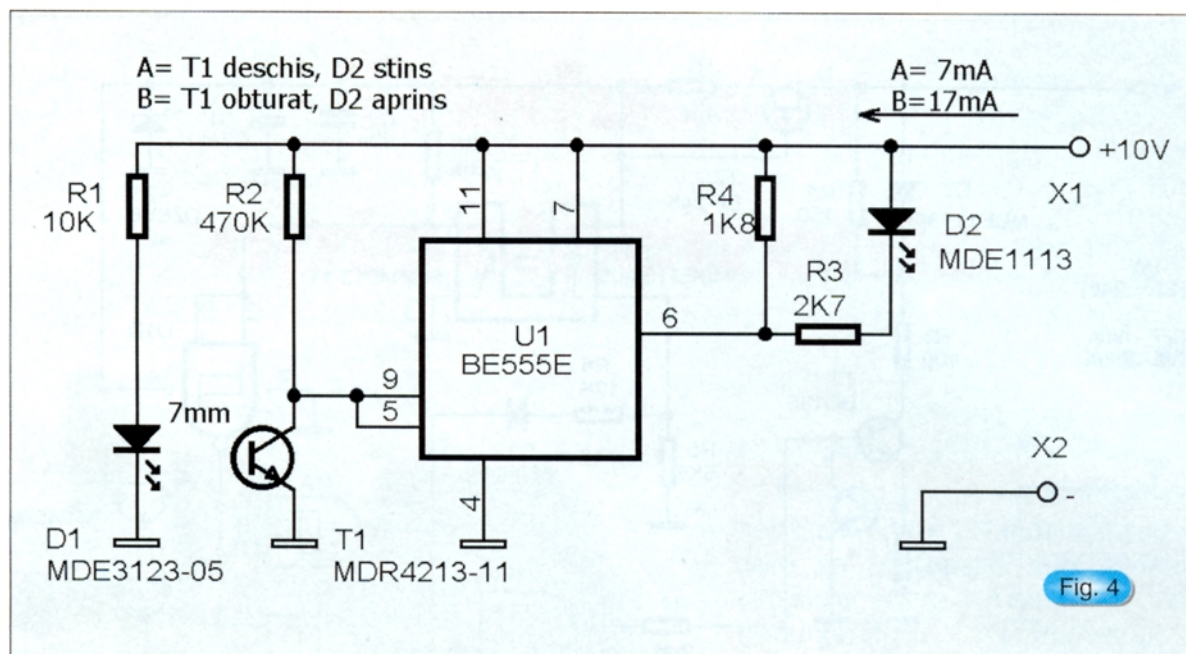 A= T1 deschis, D2 stins
B= T1 obturat, D2 aprins
A= 7mA
B=17mA
+10V
X1
R1
10K
R2
470K
11
7
R4
1K8
D2
MDE1113
R3
2K7
6
U1
BE555E
9
5
7mm
4
X2
-
D1
MDE3123-05
T1
MDR4213-11
Fig. 4